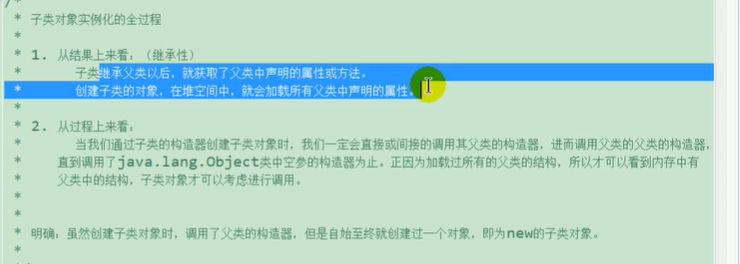 /*
* 子类对象实例化的全过程
*
* 1. 从结果上来看:(继承性)
* 子类继承父类以后,就获取了父类中声明的属性或方法。
* 创建子类的对象,在堆空间中,就会加载所有父类中声明的属性。
*
* 2. 从过程上来看:
* 当我们通过子类的构造器创建子类对象时,我们一定会直接或间接的调用其父类的构造器,进而调用父类的父类的构造器,
* 直到调用了java.lang.Object类中空参的构造器为止。正因为加载过所有的父类的结构,所以才可以看到内存中有
* 父类中的结构,子类对象才可以考虑进行调用。
*
*
* 明确:虽然创建子类对象时,调用了父类的构造器,但是自始至终就创建过一个对象,即为new的子类对象。
*